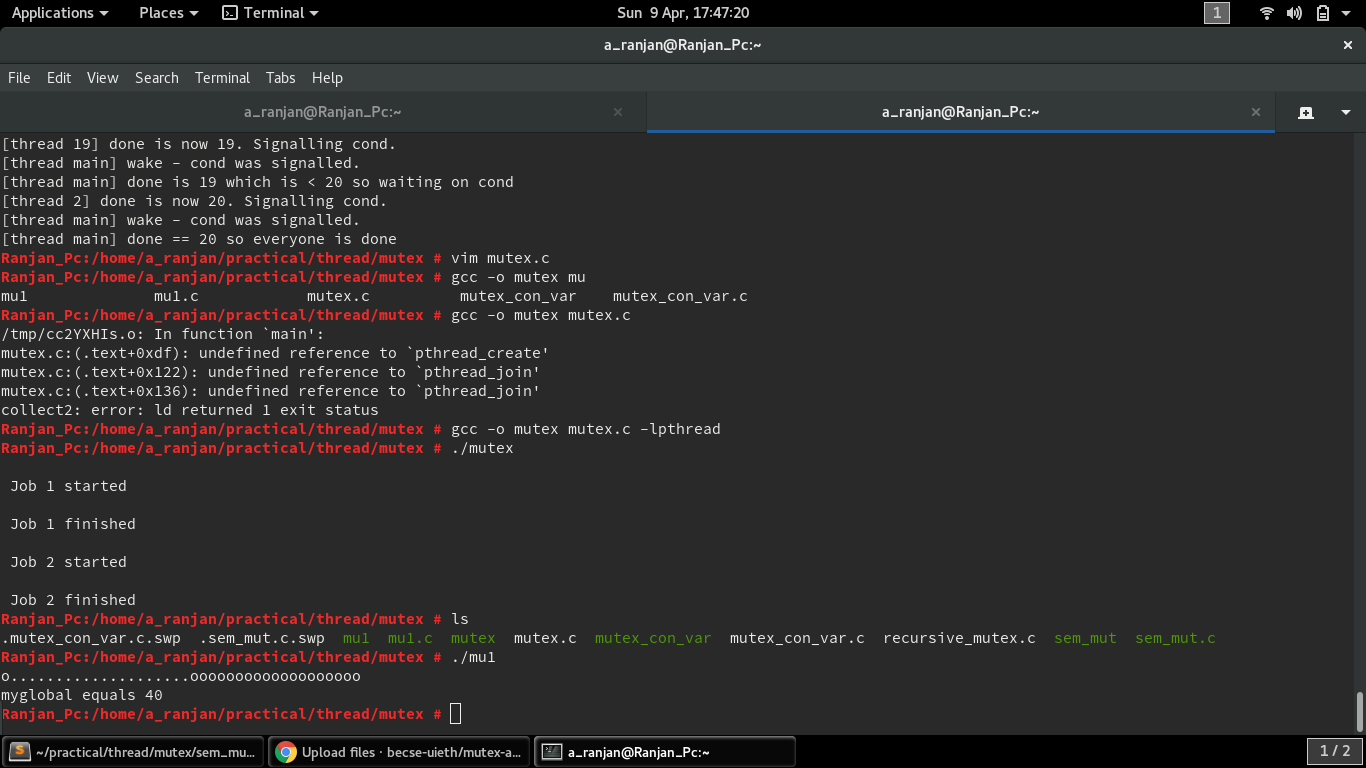 Applications Places Terminal Sun 9 Apr, 17:47:20 1
a_ranjan@Ranjan_Pc:~ ×
File Edit View Search Terminal Tabs Help
a_ranjan@Ranjan_Pc:~ × a_ranjan@Ranjan_Pc:~ ×
[thread 19] done is now 19. Signalling cond.
[thread main] wake - cond was signalled.
[thread main] done is 19 which is < 20 so waiting on cond
[thread 2] done is now 20. Signalling cond.
[thread main] wake - cond was signalled.
[thread main] done == 20 so everyone is done
Ranjan_Pc:/home/a_ranjan/practical/thread/mutex # vim mutex.c
Ranjan_Pc:/home/a_ranjan/practical/thread/mutex # gcc -o mutex mu
mu1 mu1.c mutex.c mutex_con_var mutex_con_var.c
Ranjan_Pc:/home/a_ranjan/practical/thread/mutex # gcc -o mutex mutex.c
/tmp/cc2YXHIs.o: In function `main':
mutex.c:(.text+0xdf): undefined reference to `pthread_create'
mutex.c:(.text+0x122): undefined reference to `pthread_join'
mutex.c:(.text+0x136): undefined reference to `pthread_join'
collect2: error: ld returned 1 exit status
Ranjan_Pc:/home/a_ranjan/practical/thread/mutex # gcc -o mutex mutex.c -lpthread
Ranjan_Pc:/home/a_ranjan/practical/thread/mutex # ./mutex
Job 1 started
Job 1 finished
Job 2 started
Job 2 finished
Ranjan_Pc:/home/a_ranjan/practical/thread/mutex # ls
.mutex_con_var.c.swp .sem_mut.c.swp mu1 mu1.c mutex mutex.c mutex_con_var mutex_con_var.c recursive_mutex.c sem_mut sem_mut.c
Ranjan_Pc:/home/a_ranjan/practical/thread/mutex # ./mu1
o....................ooooooooooooooooooo
myglobal equals 40
Ranjan_Pc:/home/a_ranjan/practical/thread/mutex #
~/practical/thread/mutex/sem_mu... Upload files · becse-uieth/mutex-a... a_ranjan@Ranjan_Pc:~ 1 / 2